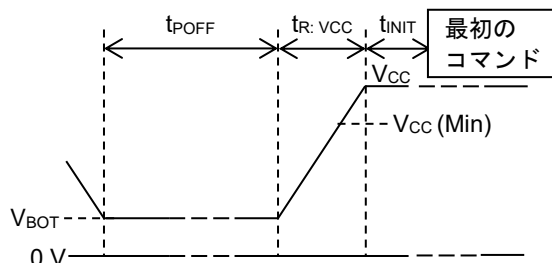 tPOFF
tR: VCC
tINIT
最初の
コマンド
VCC
VCC (Min)
VBOT
0 V